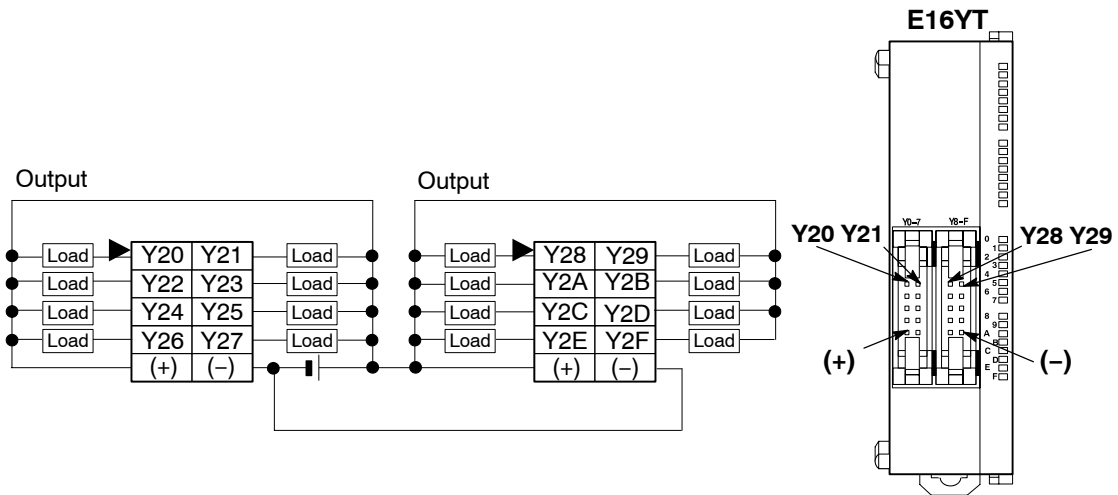 E16YT
Output
Output
Load Y20 Y21 Load
Load Y22 Y23 Load
Load Y24 Y25 Load
Load Y26 Y27 Load
(+) (−)
Load Y28 Y29 Load
Load Y2A Y2B Load
Load Y2C Y2D Load
Load Y2E Y2F Load
(+) (−)
Y0-7 Y8-F
Y20 Y21
Y28 Y29
(+)
(−)
0
1
2
3
4
5
6
7
8
9
A
B
C
D
E
F